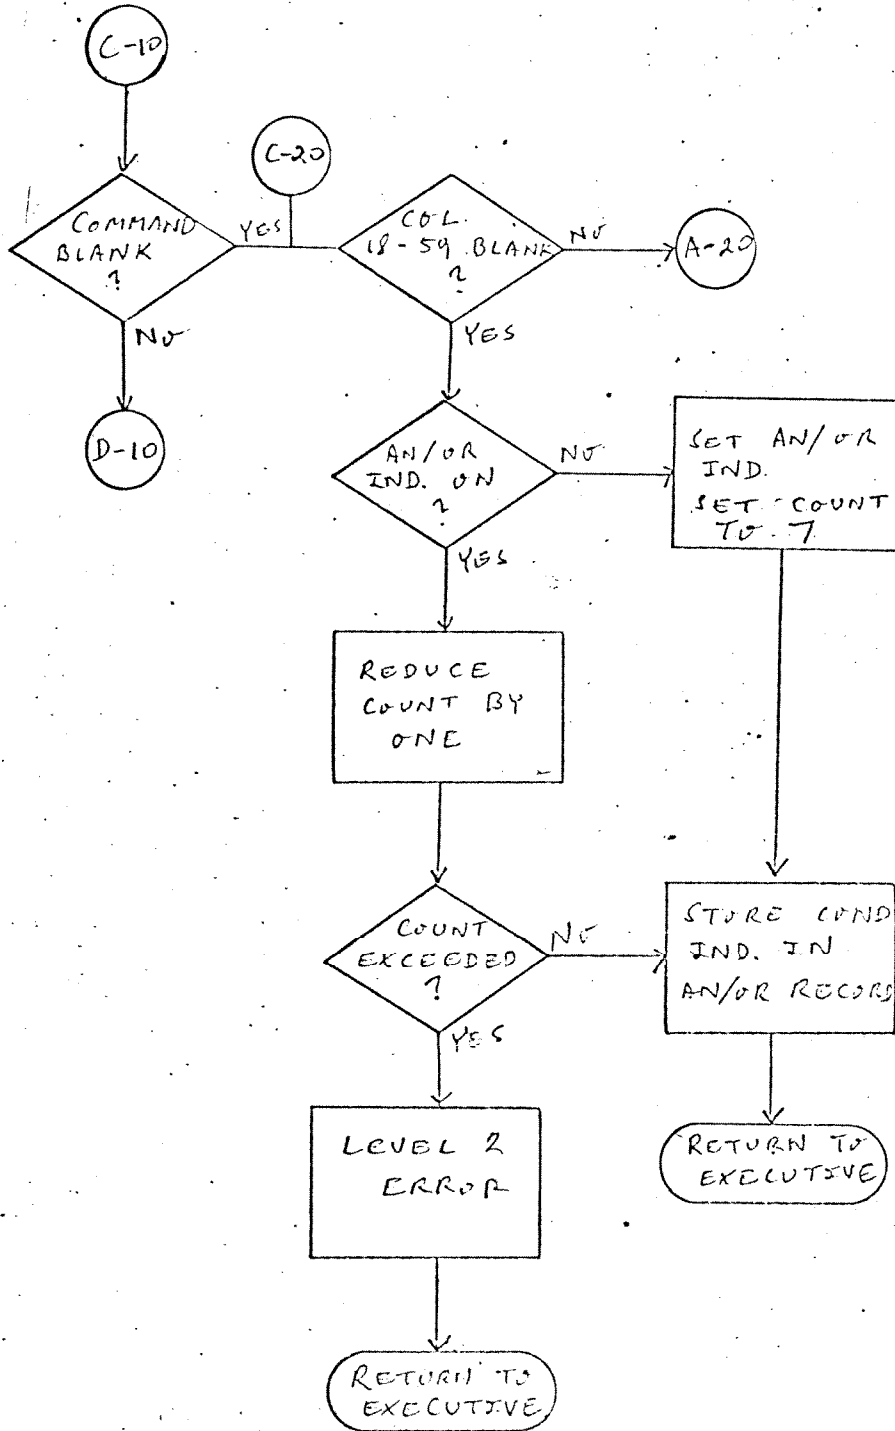 C-10
COMMAND
BLANK
?
YES
C-20
COL.
18-59 BLANK
?
NO
A-20
NO
D-10
YES
AN/OR
IND. ON
?
NO
SET AN/OR
IND.
SET COUNT
TO 7
YES
REDUCE
COUNT BY
ONE
COUNT
EXCEEDED
?
NO
STORE COND
IND. IN
AN/OR RECORD
YES
LEVEL 2
ERROR
RETURN TO
EXECUTIVE
RETURN TO
EXECUTIVE